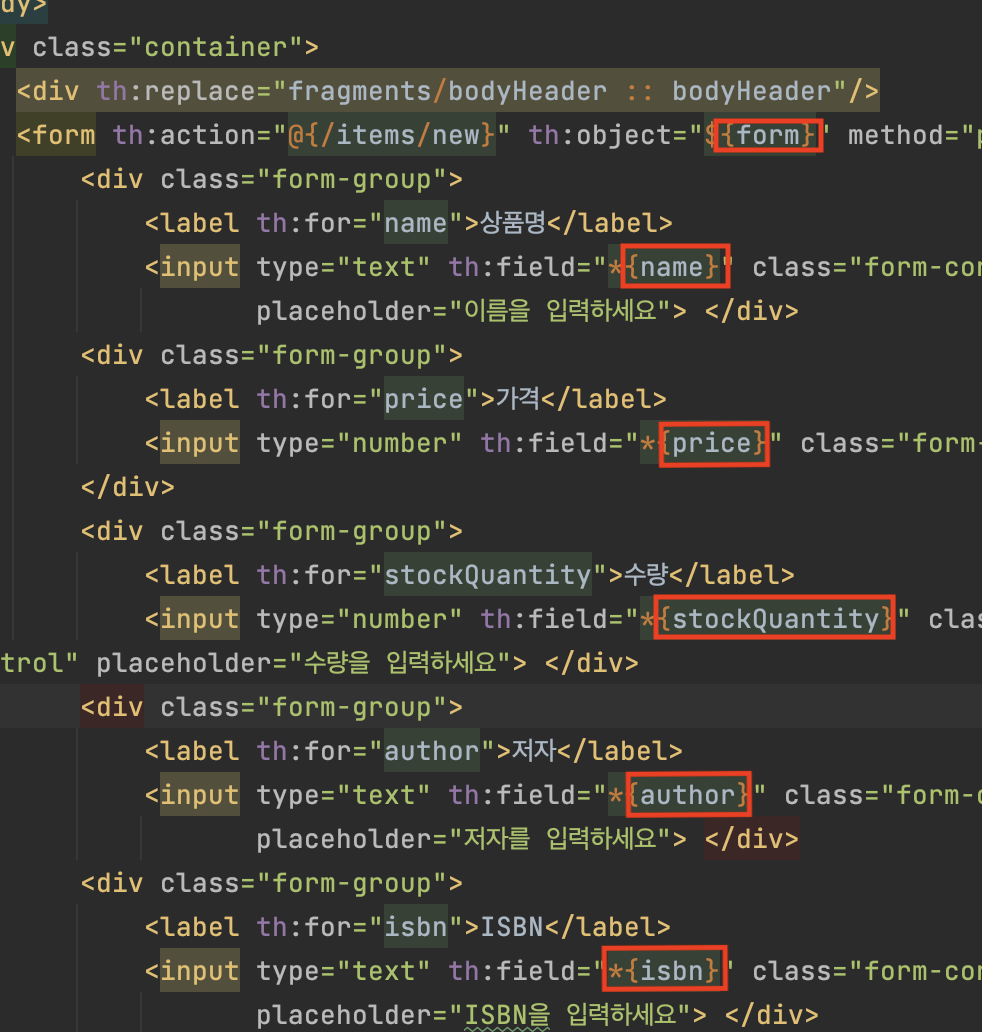 dy>
v class="container">
<div th:replace="fragments/bodyHeader :: bodyHeader"/>
<form th:action="@{/items/new}" th:object="${form}" method="p
<div class="form-group">
<label th:for="name">상품명</label>
<input type="text" th:field="*{name}" class="form-con
placeholder="이름을 입력하세요"> </div>
<div class="form-group">
<label th:for="price">가격</label>
<input type="number" th:field="*{price}" class="form-
</div>
<div class="form-group">
<label th:for="stockQuantity">수량</label>
<input type="number" th:field="*{stockQuantity}" clas
trol" placeholder="수량을 입력하세요"> </div>
<div class="form-group">
<label th:for="author">저자</label>
<input type="text" th:field="*{author}" class="form-c
placeholder="저자를 입력하세요"> </div>
<div class="form-group">
<label th:for="isbn">ISBN</label>
<input type="text" th:field="*{isbn}" class="form-con
placeholder="ISBN을 입력하세요"> </div>